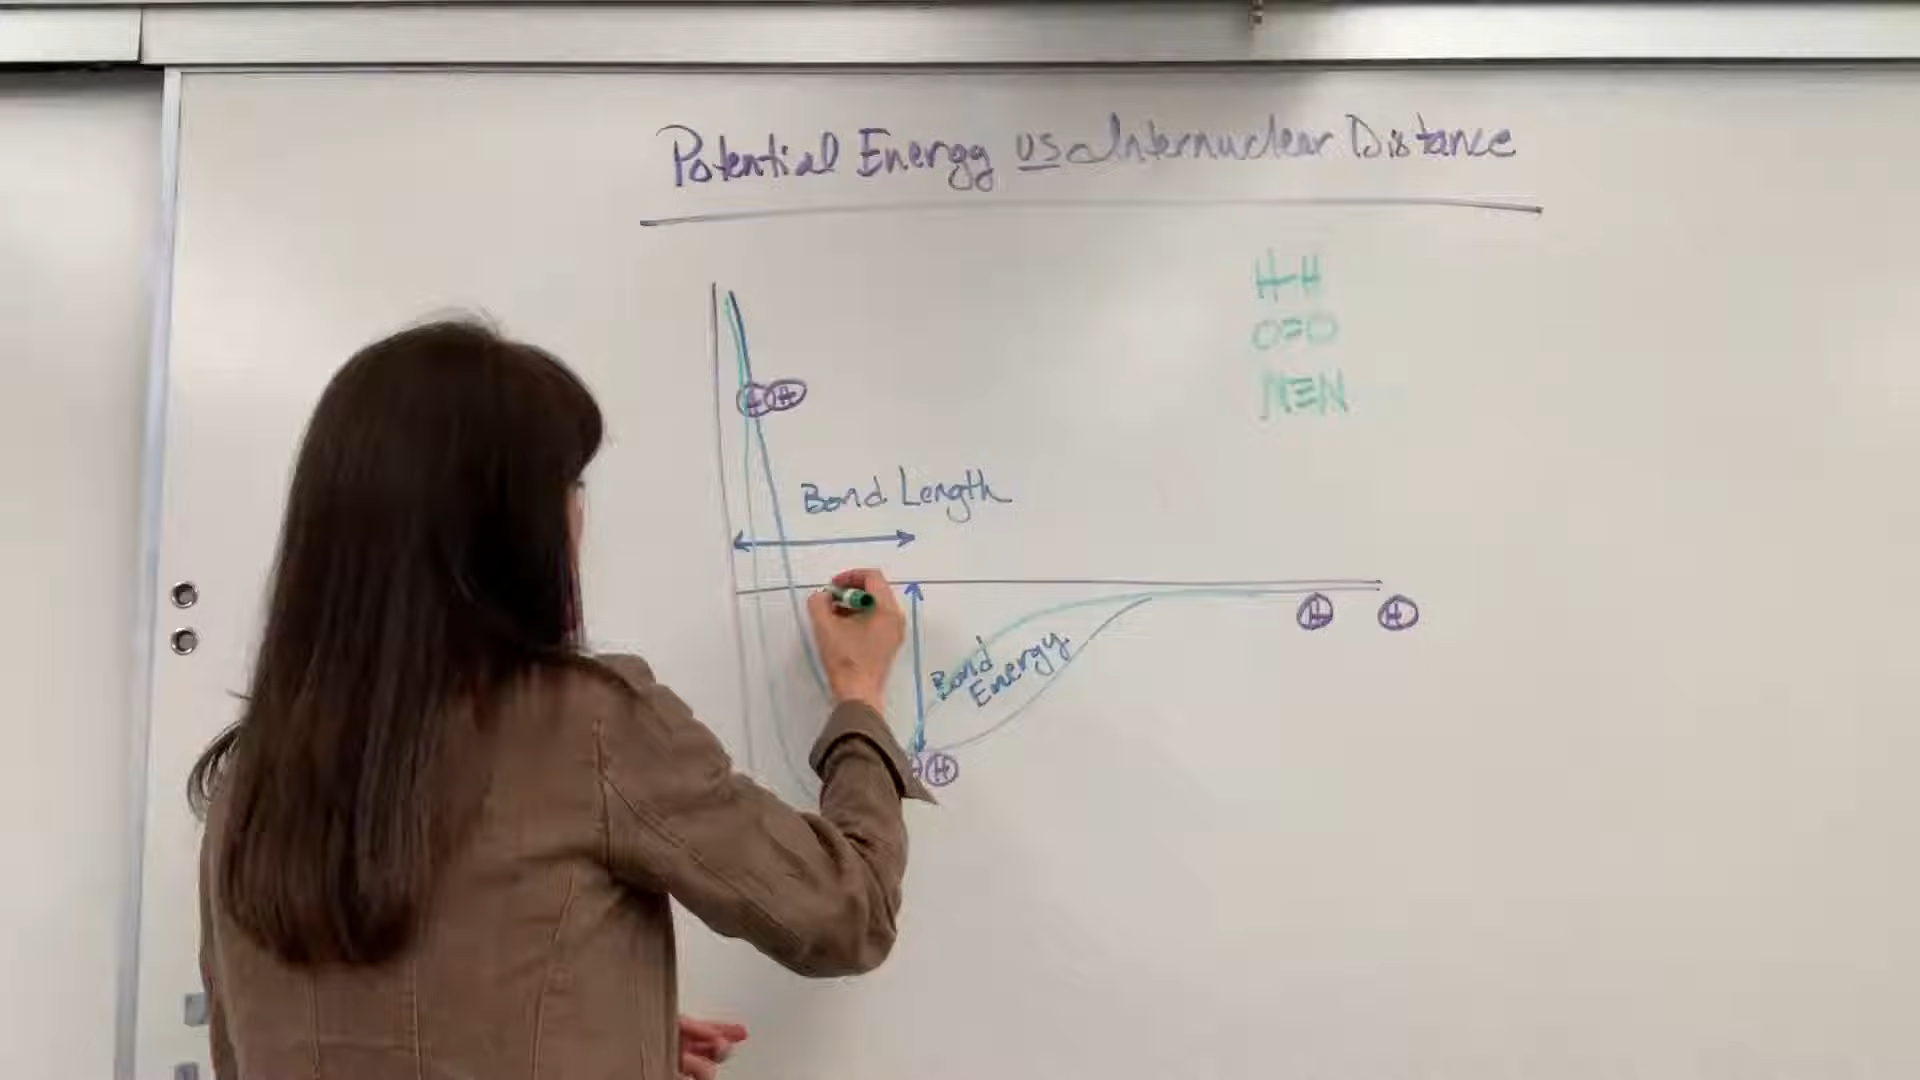 Potential Energy vs Internuclear Distance
H-H
O=O
N≡N
H H
Bond Length
H H
Bond
Energy
H H